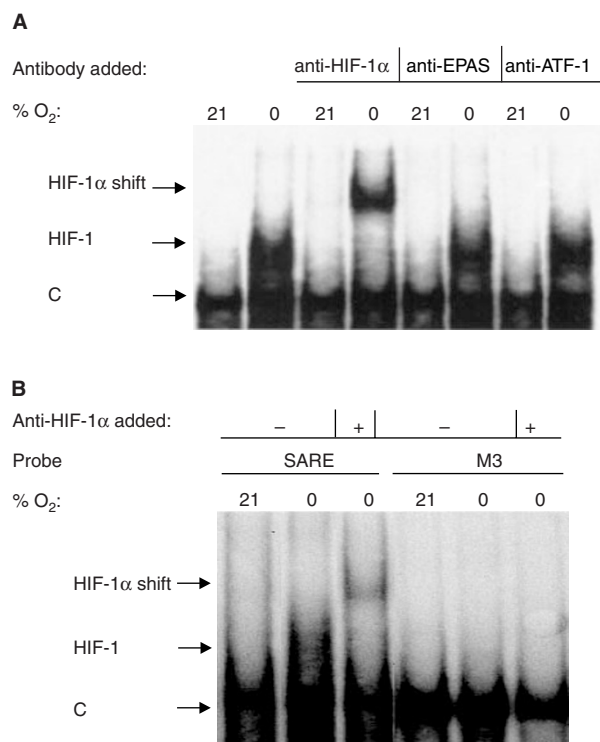 A
Antibody added: anti-HIF-1α anti-EPAS anti-ATF-1
% O₂: 21 0 21 0 21 0 21 0
HIF-1α shift
HIF-1
C
B
Anti-HIF-1α added: – + – +
Probe SARE M3
% O₂: 21 0 0 21 0 0
HIF-1α shift
HIF-1
C